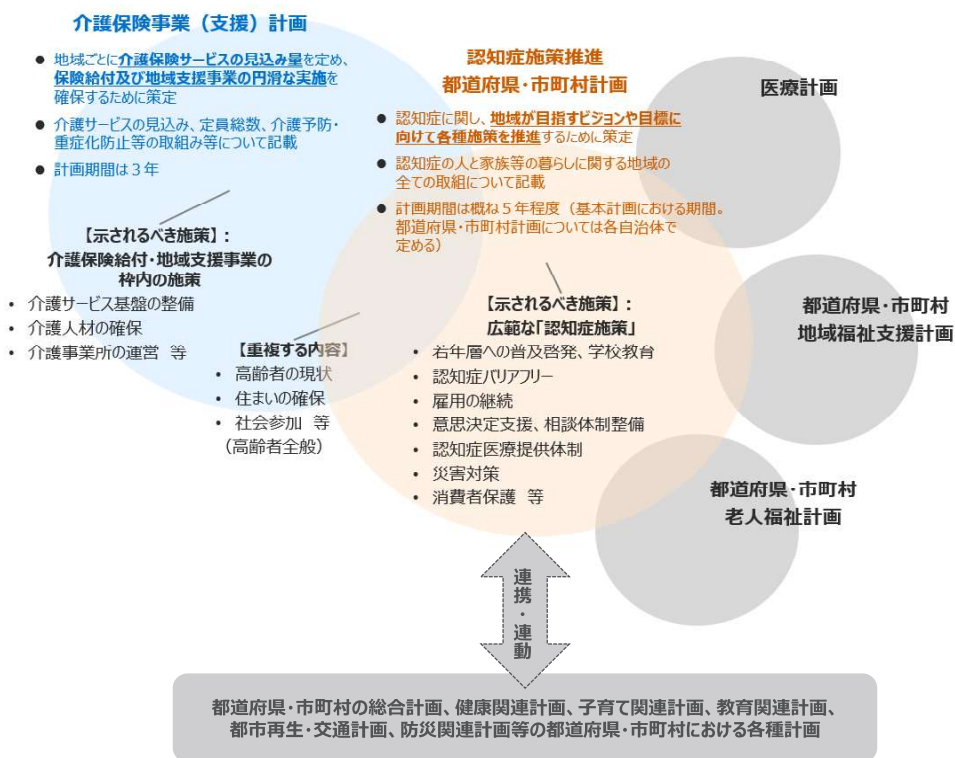 介護保険事業（支援）計画
● 地域ごとに介護保険サービスの見込み量を定め、
保険給付及び地域支援事業の円滑な実施を
確保するために策定
● 介護サービスの見込み、定員総数、介護予防・
重症化防止等の取組み等について記載
● 計画期間は３年
【示されるべき施策】：
介護保険給付・地域支援事業の
枠内の施策
• 介護サービス基盤の整備
• 介護人材の確保
• 介護事業所の運営 等
【重複する内容】
• 高齢者の現状
• 住まいの確保
• 社会参加 等
（高齢者全般）
認知症施策推進
都道府県・市町村計画
● 認知症に関し、地域が目指すビジョンや目標に
向けて各種施策を推進するために策定
● 認知症の人と家族等の暮らしに関する地域の
全ての取組について記載
● 計画期間は概ね５年程度（基本計画における期間。
都道府県・市町村計画については各自治体で
定める）
【示されるべき施策】：
広範な「認知症施策」
• 若年層への普及啓発、学校教育
• 認知症バリアフリー
• 雇用の継続
• 意思決定支援、相談体制整備
• 認知症医療提供体制
• 災害対策
• 消費者保護 等
医療計画
都道府県・市町村
地域福祉支援計画
都道府県・市町村
老人福祉計画
連携・連動
都道府県・市町村の総合計画、健康関連計画、子育て関連計画、教育関連計画、
都市再生・交通計画、防災関連計画等の都道府県・市町村における各種計画